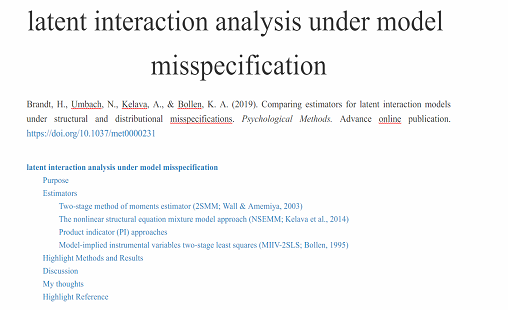 latent interaction analysis under model
misspecification
Brandt, H., Umbach, N., Kelava, A., & Bollen, K. A. (2019). Comparing estimators for latent interaction models
under structural and distributional misspecifications. Psychological Methods. Advance online publication.
https://doi.org/10.1037/met0000231
latent interaction analysis under model misspecification
Purpose
Estimators
Two-stage method of moments estimator (2SMM; Wall & Amemiya, 2003)
The nonlinear structural equation mixture model approach (NSEMM; Kelava et al., 2014)
Product indicator (PI) approaches
Model-implied instrumental variables two-stage least squares (MIIV-2SLS; Bollen, 1995)
Highlight Methods and Results
Discussion
My thoughts
Highlight Reference